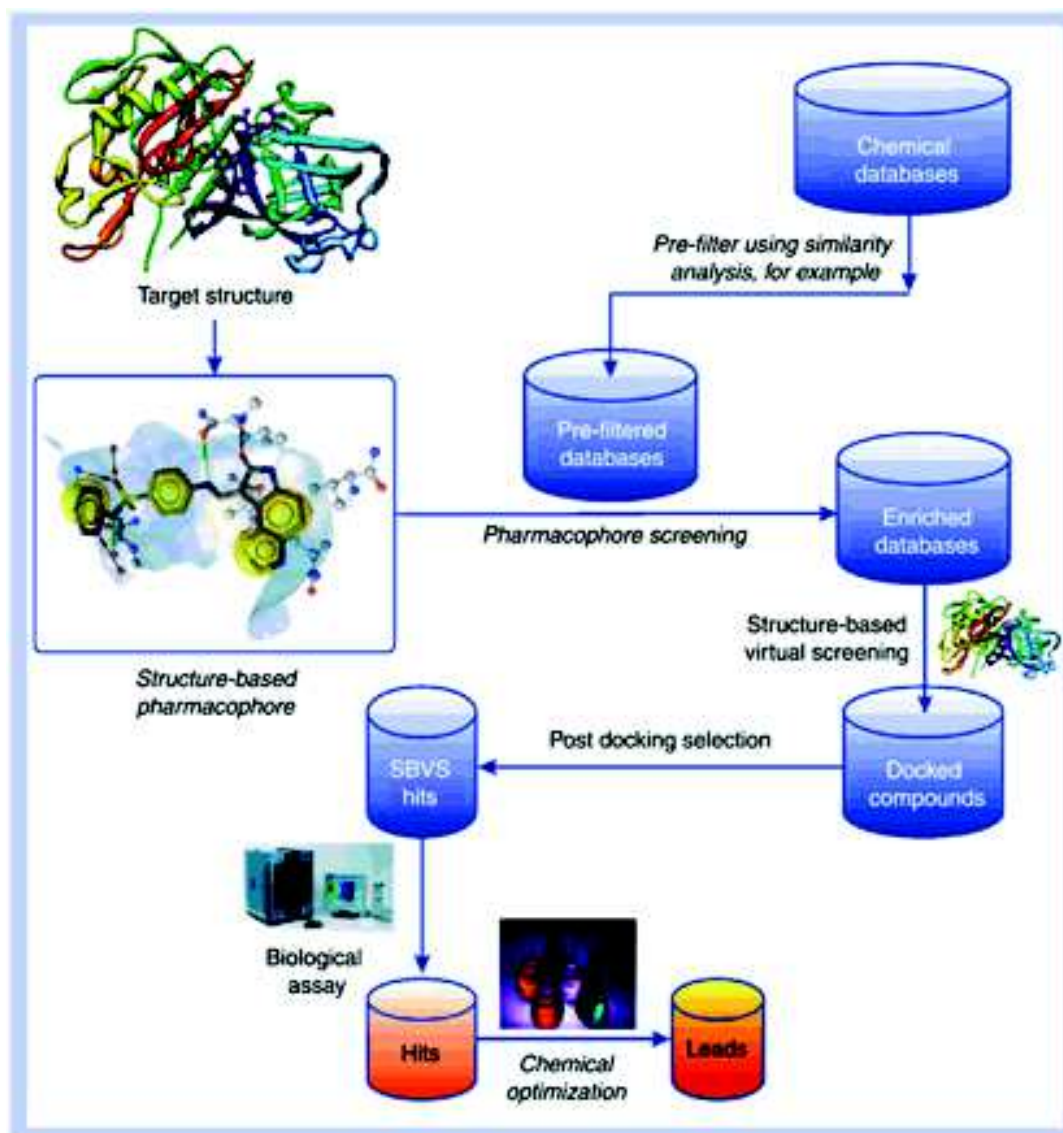 Target structure
Chemical
databases
Pre-filter using similarity
analysis, for example
Pre-filtered
databases
Pharmacophore screening
Enriched
databases
Structure-based
pharmacophore
Structure-based
virtual screening
Docked
compounds
Post docking selection
SBVS
hits
Biological
assay
Hits
Chemical
optimization
Leads